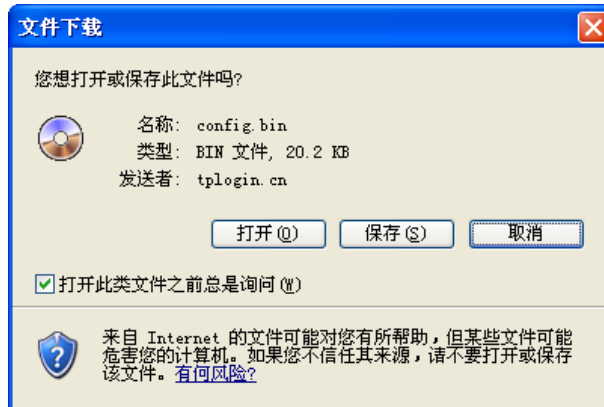 文件下载
您想打开或保存此文件吗?
名称: config.bin
类型: BIN 文件, 20.2 KB
发送者: tplogin.cn
打开(O) 保存(S) 取消
打开此类文件之前总是询问(W)
来自 Internet 的文件可能对您有所帮助，但某些文件可能
危害您的计算机。如果您不信任其来源，请不要打开或保存
该文件。有何风险?